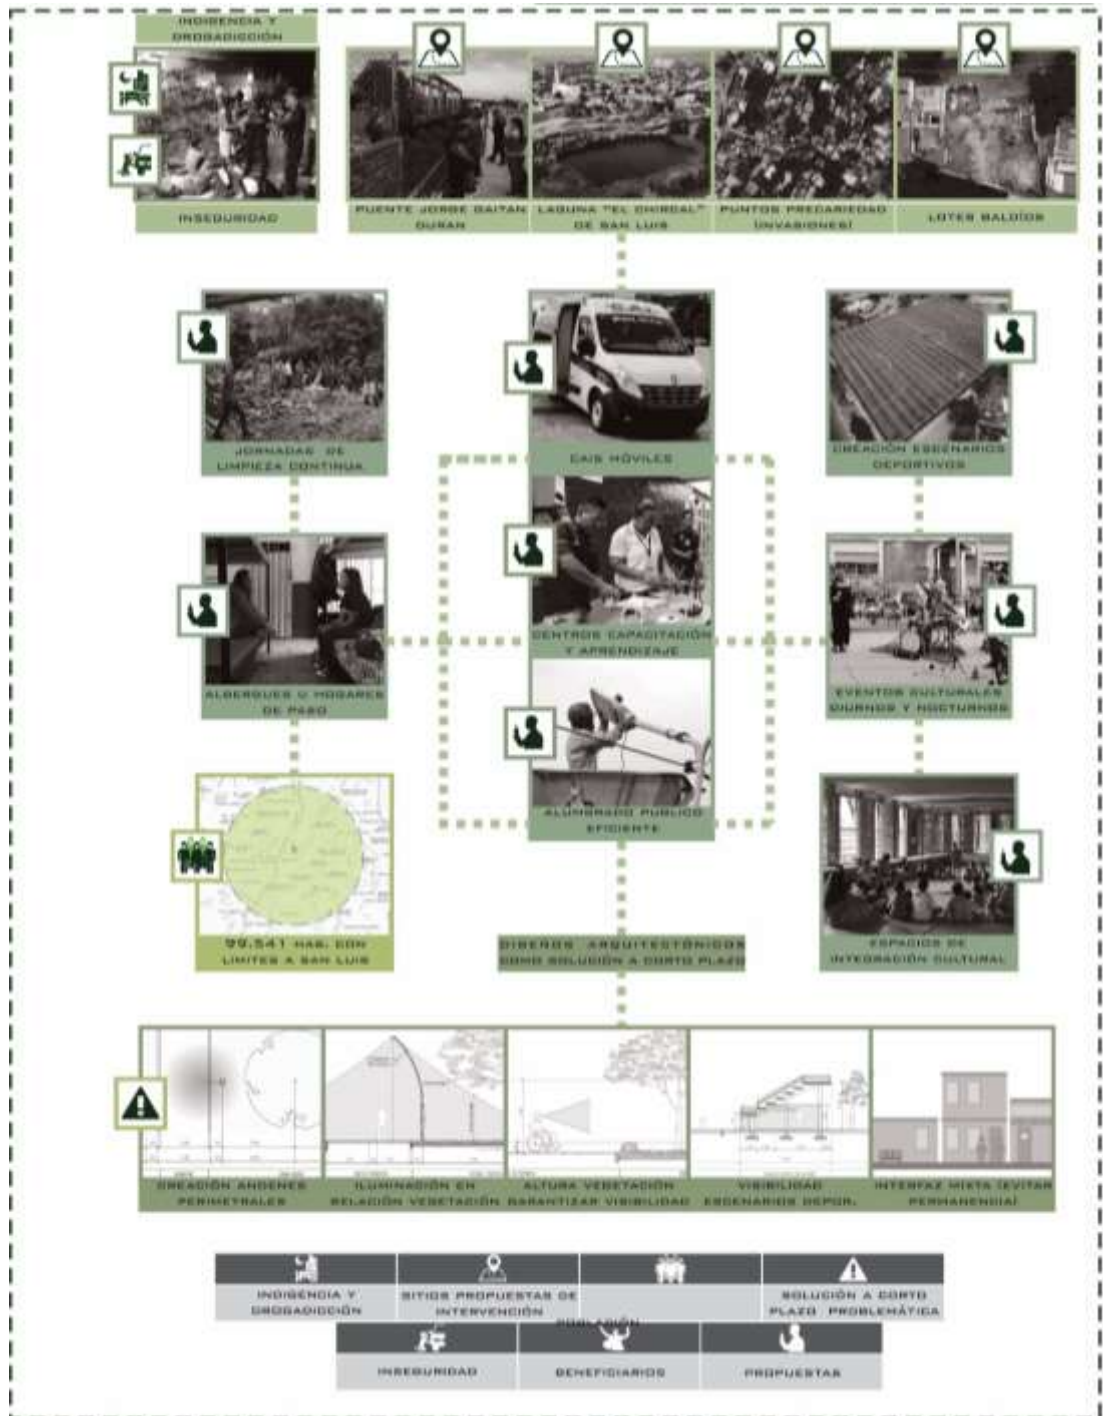 INDIGENCIA Y
DROGADICCIÓN
INSEGURIDAD
PUENTE JORGE GAITAN
DURAN
LAGUNA "EL CHIRCAL"
DE SAN LUIS
PUNTOS PRECARIEDAD
(INVASIONES)
LOTES BALDÍOS
JORNADAS DE
LIMPIEZA CONTINUA
CAIS MÓVILES
CREACIÓN ESCENARIOS
DEPORTIVOS
CENTROS CAPACITACIÓN
Y APRENDIZAJE
ALBERGUES U HOGARES
DE PASO
EVENTOS CULTURALES
DIURNOS Y NOCTURNOS
ALUMBRADO PUBLICO
EFICIENTE
99.541 HAB. CON
LIMITES A SAN LUIS
DISEÑOS ARQUITECTÓNICOS
COMO SOLUCIÓN A CORTO PLAZO
ESPACIOS DE
INTEGRACIÓN CULTURAL
CREACIÓN ANDENES
PERIMETRALES
ILUMINACIÓN EN
RELACIÓN VEGETACIÓN
ALTURA VEGETACIÓN
GARANTIZAR VISIBILIDAD
VISIBILIDAD
ESCENARIOS DEPOR.
INTERFAZ MIXTA (EVITAR
PERMANENCIA)
INDIGENCIA Y
DROGADICCIÓN
SITIOS PROPUESTAS DE
INTERVENCIÓN
POBLACIÓN
SOLUCIÓN A CORTO
PLAZO PROBLEMÁTICA
INSEGURIDAD
BENEFICIARIOS
PROPUESTAS